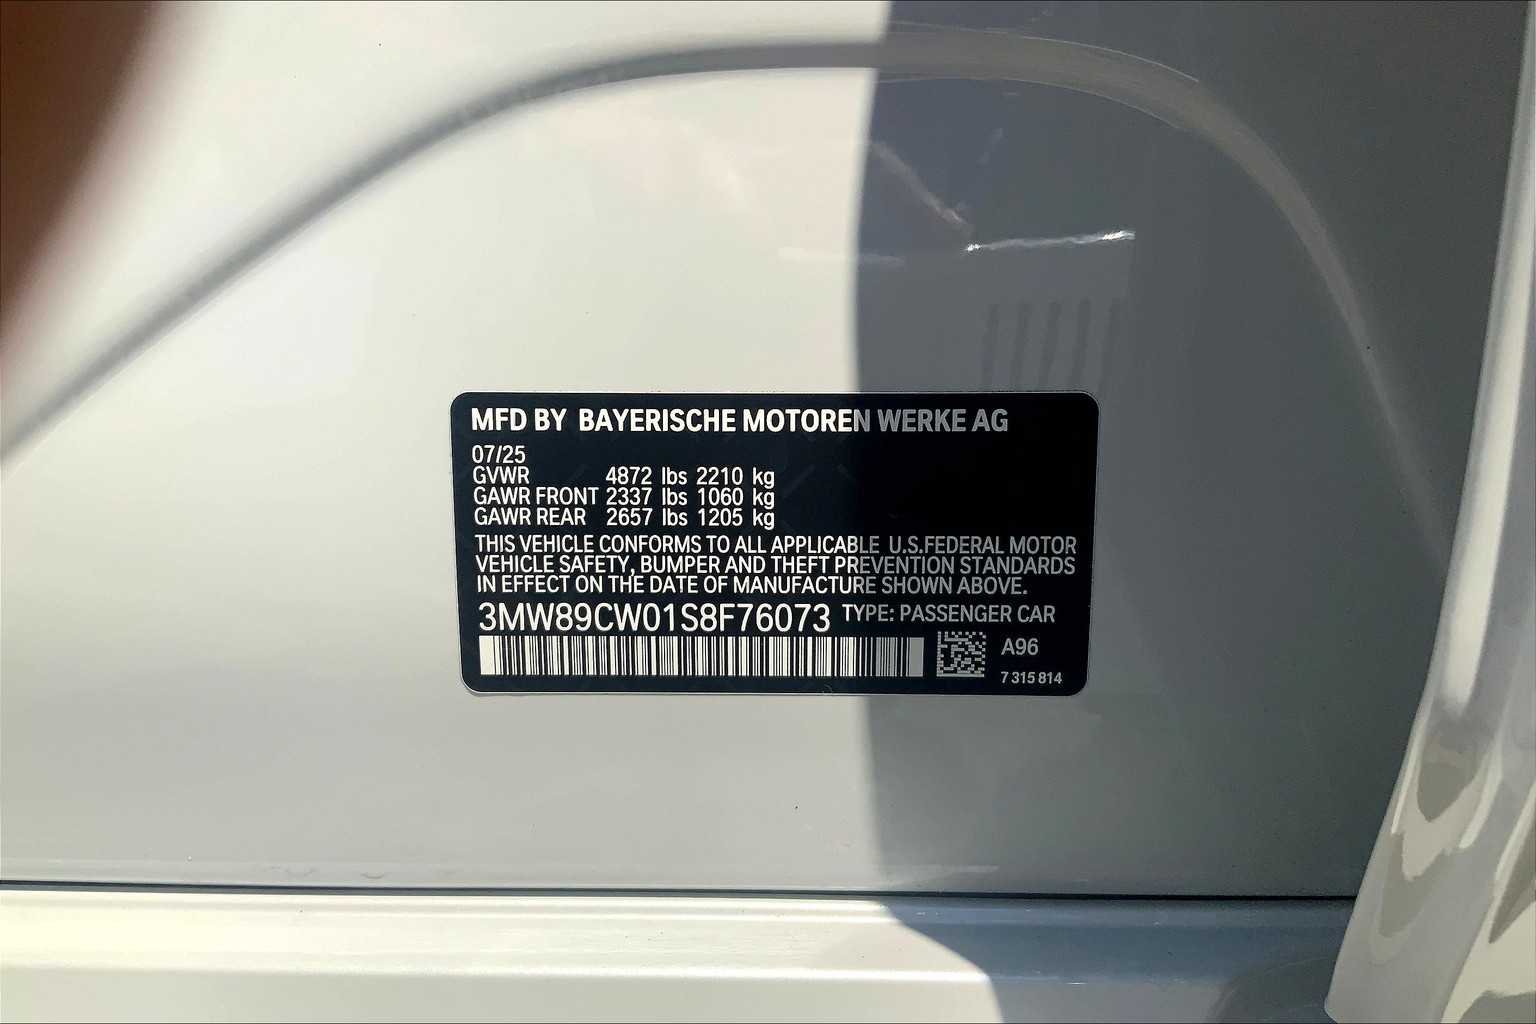 MFD BY BAYERISCHE MOTOREN WERKE AG
07/25
GVWR 4872 lbs 2210 kg
GAWR FRONT 2337 lbs 1060 kg
GAWR REAR 2657 lbs 1205 kg
THIS VEHICLE CONFORMS TO ALL APPLICABLE U.S.FEDERAL MOTOR
VEHICLE SAFETY, BUMPER AND THEFT PREVENTION STANDARDS
IN EFFECT ON THE DATE OF MANUFACTURE SHOWN ABOVE.
3MW89CW01S8F76073 TYPE: PASSENGER CAR
A96
7 315 814